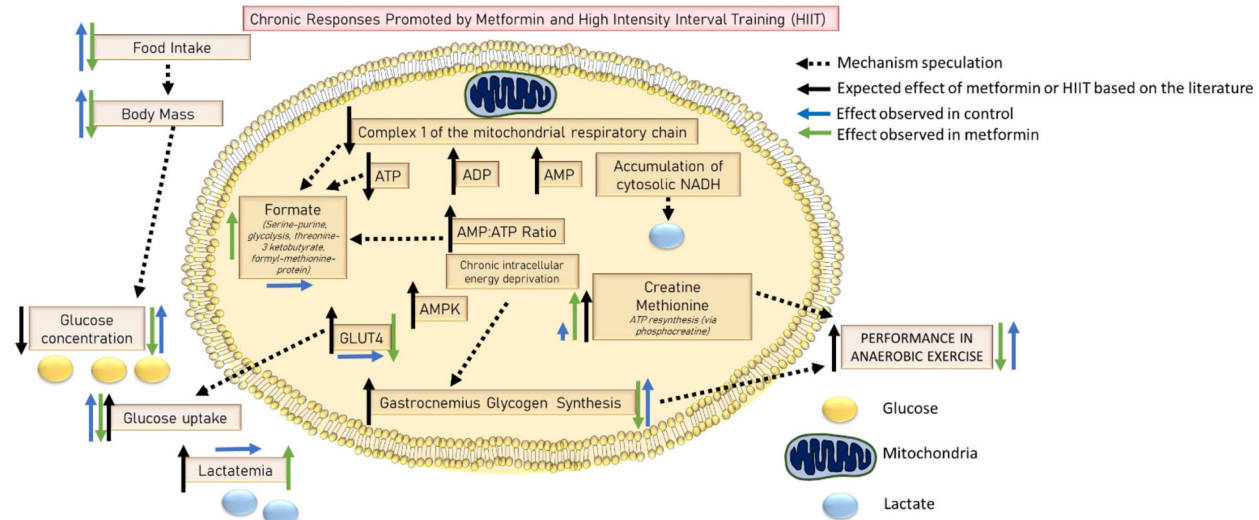 Chronic Responses Promoted by Metformin and High Intensity Interval Training (HIIT)
Food Intake
Body Mass
Mechanism speculation
Expected effect of metformin or HIIT based on the literature
Effect observed in control
Effect observed in metformin
Complex 1 of the mitochondrial respiratory chain
ATP
ADP
AMP
Accumulation of
cytosolic NADH
Formate
(Serine-purine,
glycolysis, threonine-
3 ketobutyrate,
formyl-methionine-
protein)
AMP:ATP Ratio
Chronic intracellular
energy deprivation
AMPK
Creatine
Methionine
ATP resynthesis (via
phosphocreatine)
Glucose
concentration
GLUT4
PERFORMANCE IN
ANAEROBIC EXERCISE
Gastrocnemius Glycogen Synthesis
Glucose uptake
Lactatemia
Glucose
Mitochondria
Lactate